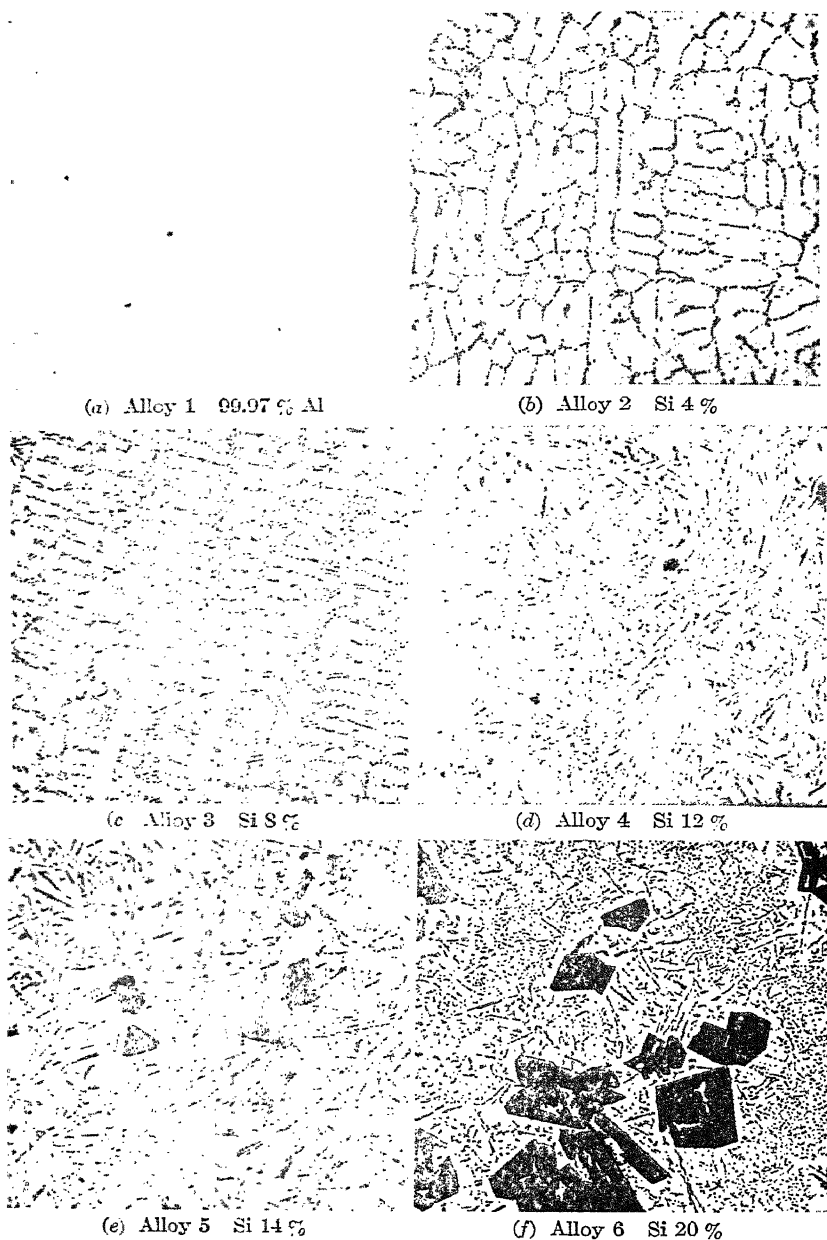 (a) Alloy 1 99.97 % Al
(b) Alloy 2 Si 4 %
(c Alloy 3 Si 8 %
(d) Alloy 4 Si 12 %
(e) Alloy 5 Si 14 %
(f) Alloy 6 Si 20 %